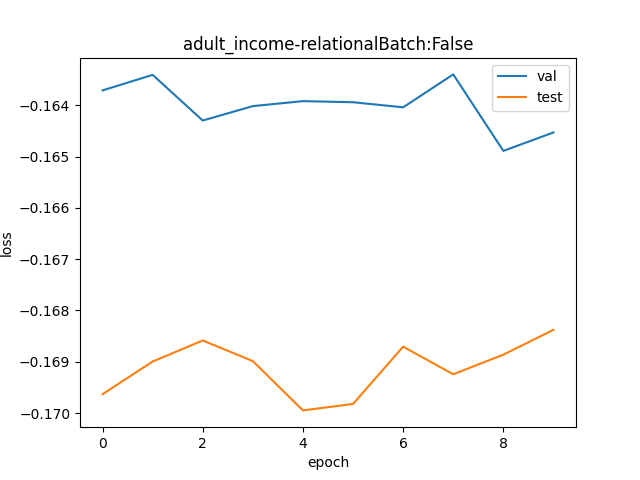 adult_income-relationalBatch:False
val
test
loss
−0.164
−0.165
−0.166
−0.167
−0.168
−0.169
−0.170
0 2 4 6 8
epoch